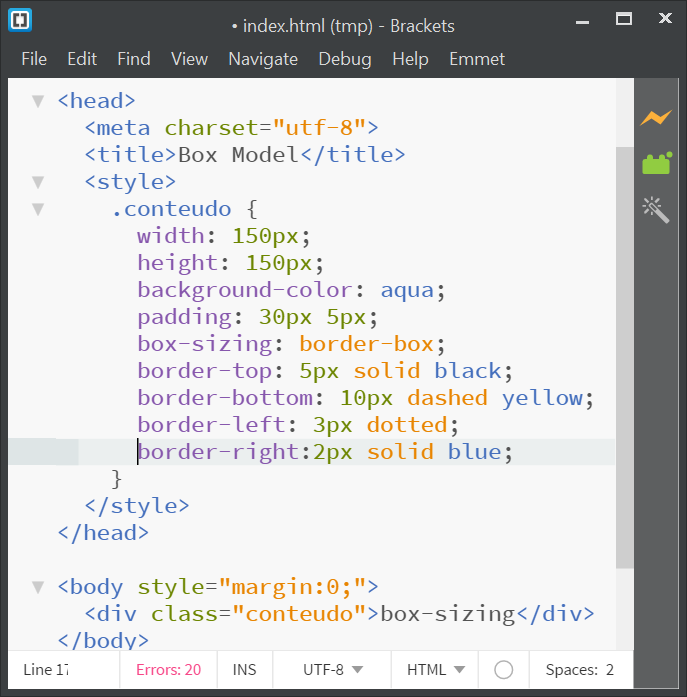 • index.html (tmp) - Brackets
File Edit Find View Navigate Debug Help Emmet
<head>
<meta charset="utf-8">
<title>Box Model</title>
<style>
.conteudo {
width: 150px;
height: 150px;
background-color: aqua;
padding: 30px 5px;
box-sizing: border-box;
border-top: 5px solid black;
border-bottom: 10px dashed yellow;
border-left: 3px dotted;
border-right:2px solid blue;
}
</style>
</head>
<body style="margin:0;">
<div class="conteudo">box-sizing</div>
</body>
Line 17 Errors: 20 INS UTF-8 HTML Spaces: 2